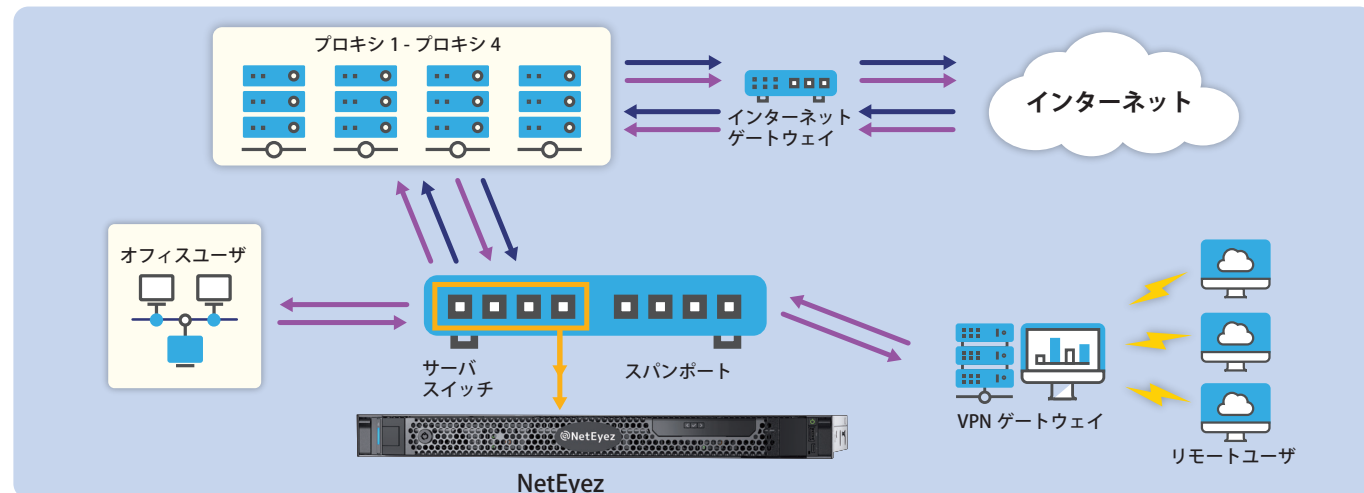 プロキシ 1 - プロキシ 4
インターネット
ゲートウェイ
インターネット
オフィスユーザ
サーバ
スイッチ
スパンポート
VPN ゲートウェイ
リモートユーザ
@NetEyez
NetEyez